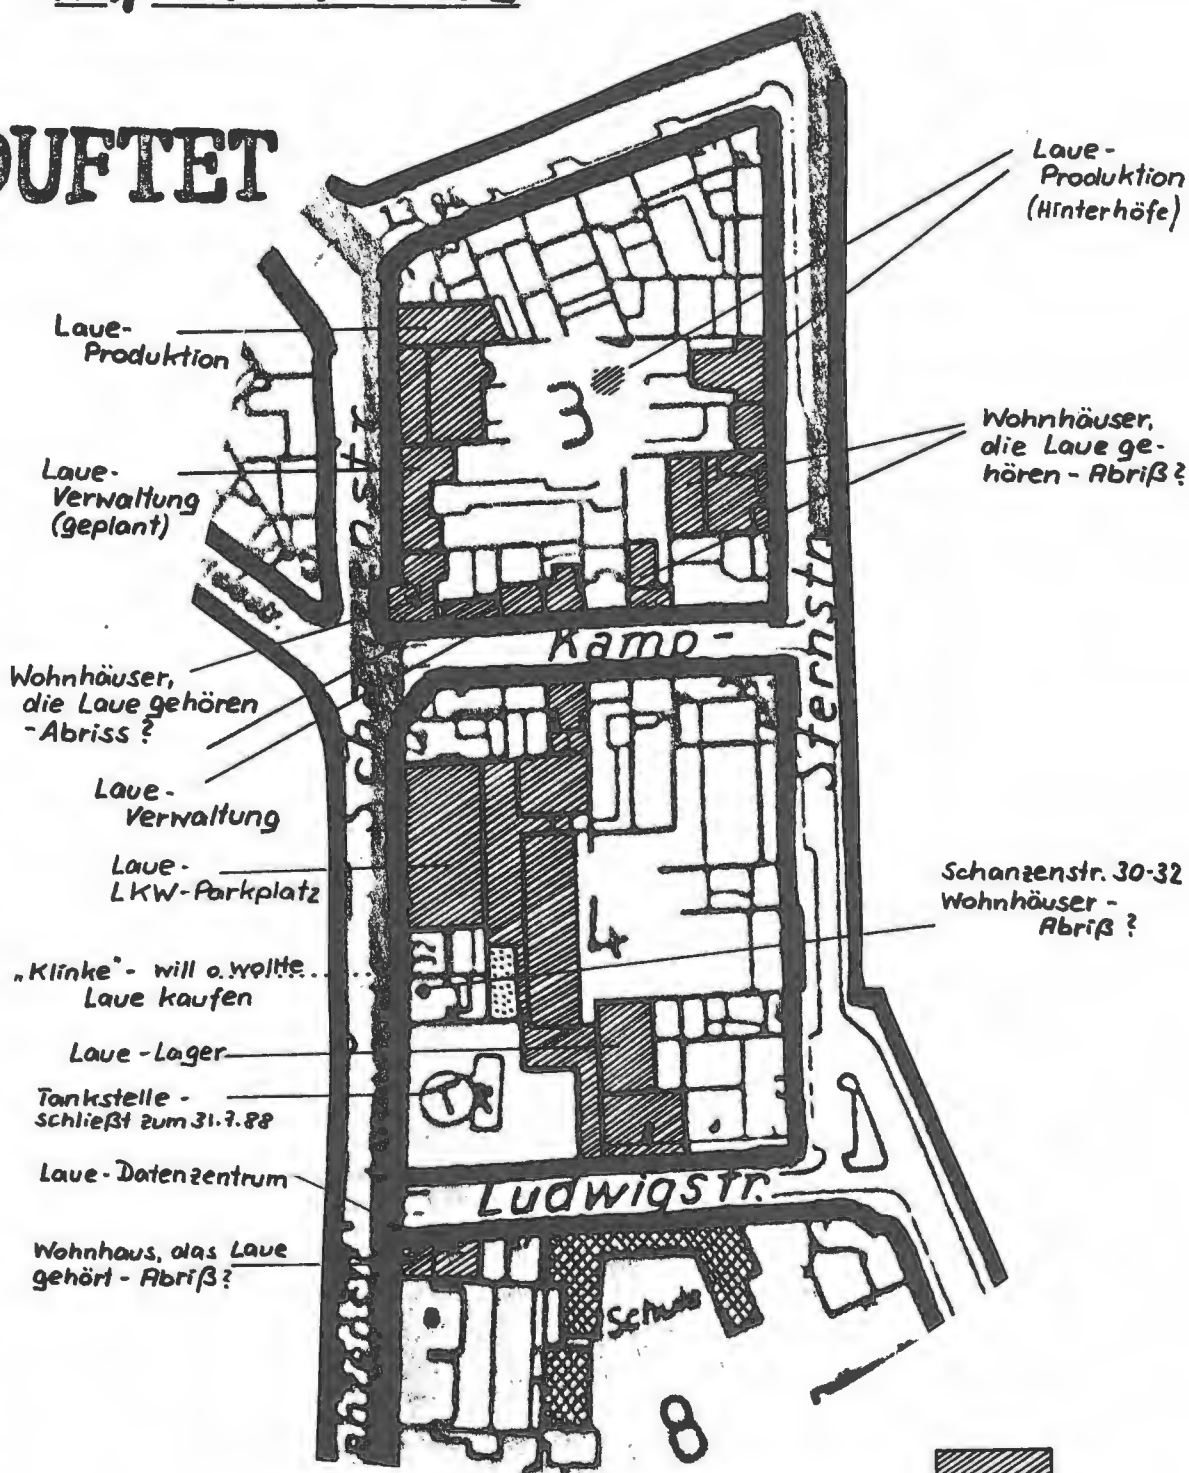 DUFTET
Laue-
Produktion
(Hinterhöfe)
Laue-
Produktion
3
Wohnhäuser,
die Laue ge-
hören - Abriß?
Laue-
Verwaltung
(geplant)
Kamp-
Sternstr.
Wohnhäuser,
die Laue gehören
-Abriss?
Laue-
Verwaltung
Laue-
LKW-Parkplatz
Schanzenstr. 30-32
Wohnhäuser -
Abriß?
4
„Klinke"- will o. wollte
Laue kaufen
Laue-Lager
Tankstelle -
schließt zum 31.7.88
Laue-Datenzentrum
Ludwigstr.
Wohnhaus, das Laue
gehört - Abriß?
Schule
8